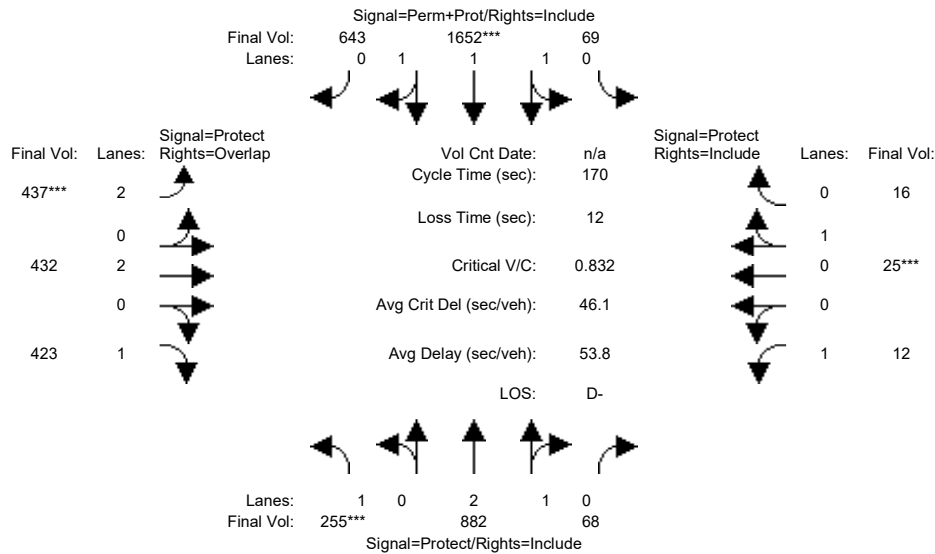 Signal=Perm+Prot/Rights=Include
Final Vol: 643 1652*** 69
Lanes: 0 1 1 1 0
Signal=Protect
Final Vol: Lanes: Rights=Overlap
Vol Cnt Date: n/a
Signal=Protect
Rights=Include Lanes: Final Vol:
Cycle Time (sec): 170
437*** 2
0 16
Loss Time (sec): 12
0
1
432 2
Critical V/C: 0.832
0 25***
0
Avg Crit Del (sec/veh): 46.1
0
423 1
Avg Delay (sec/veh): 53.8
1 12
LOS: D-
Lanes: 1 0 2 1 0
Final Vol: 255*** 882 68
Signal=Protect/Rights=Include